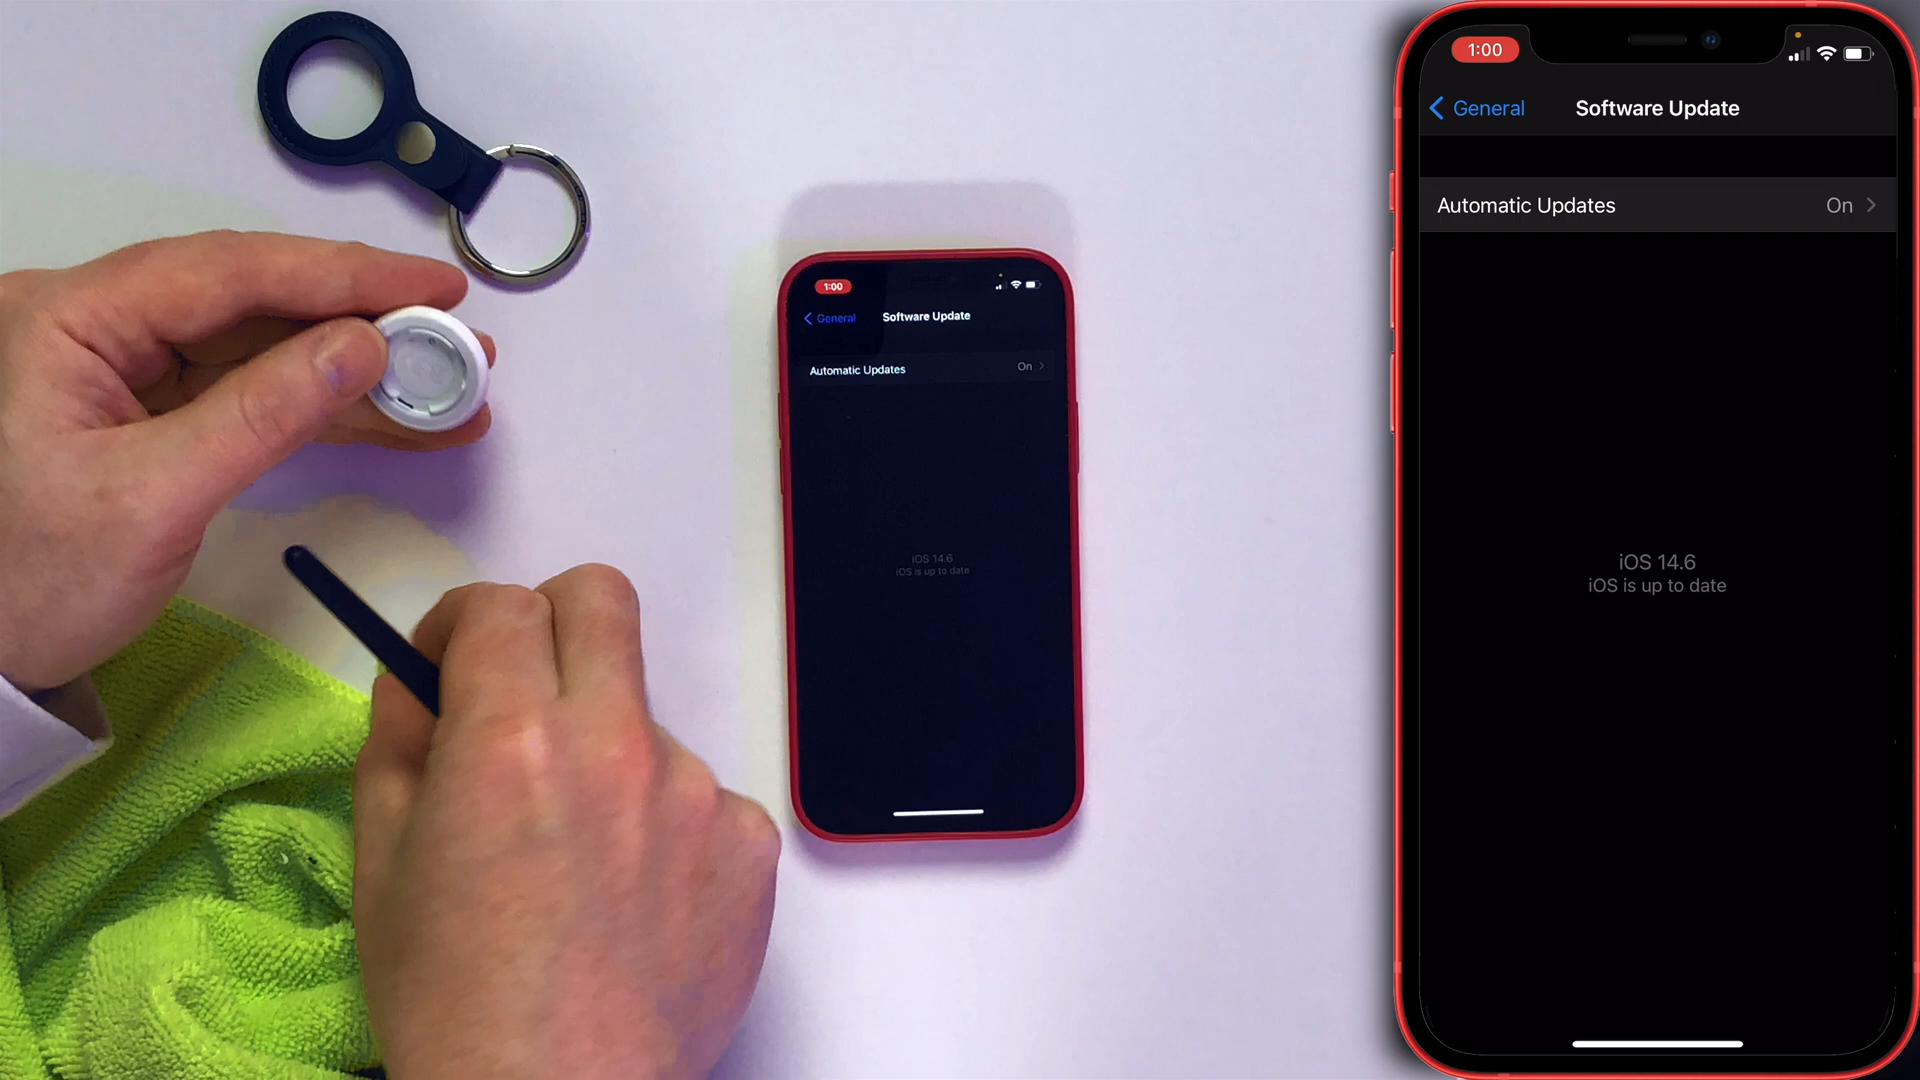 1:00
General
Software Update
Automatic Updates
On
iOS 14.6
iOS is up to date
1:00
General
Software Update
Automatic Updates
On
iOS 14.6
iOS is up to date